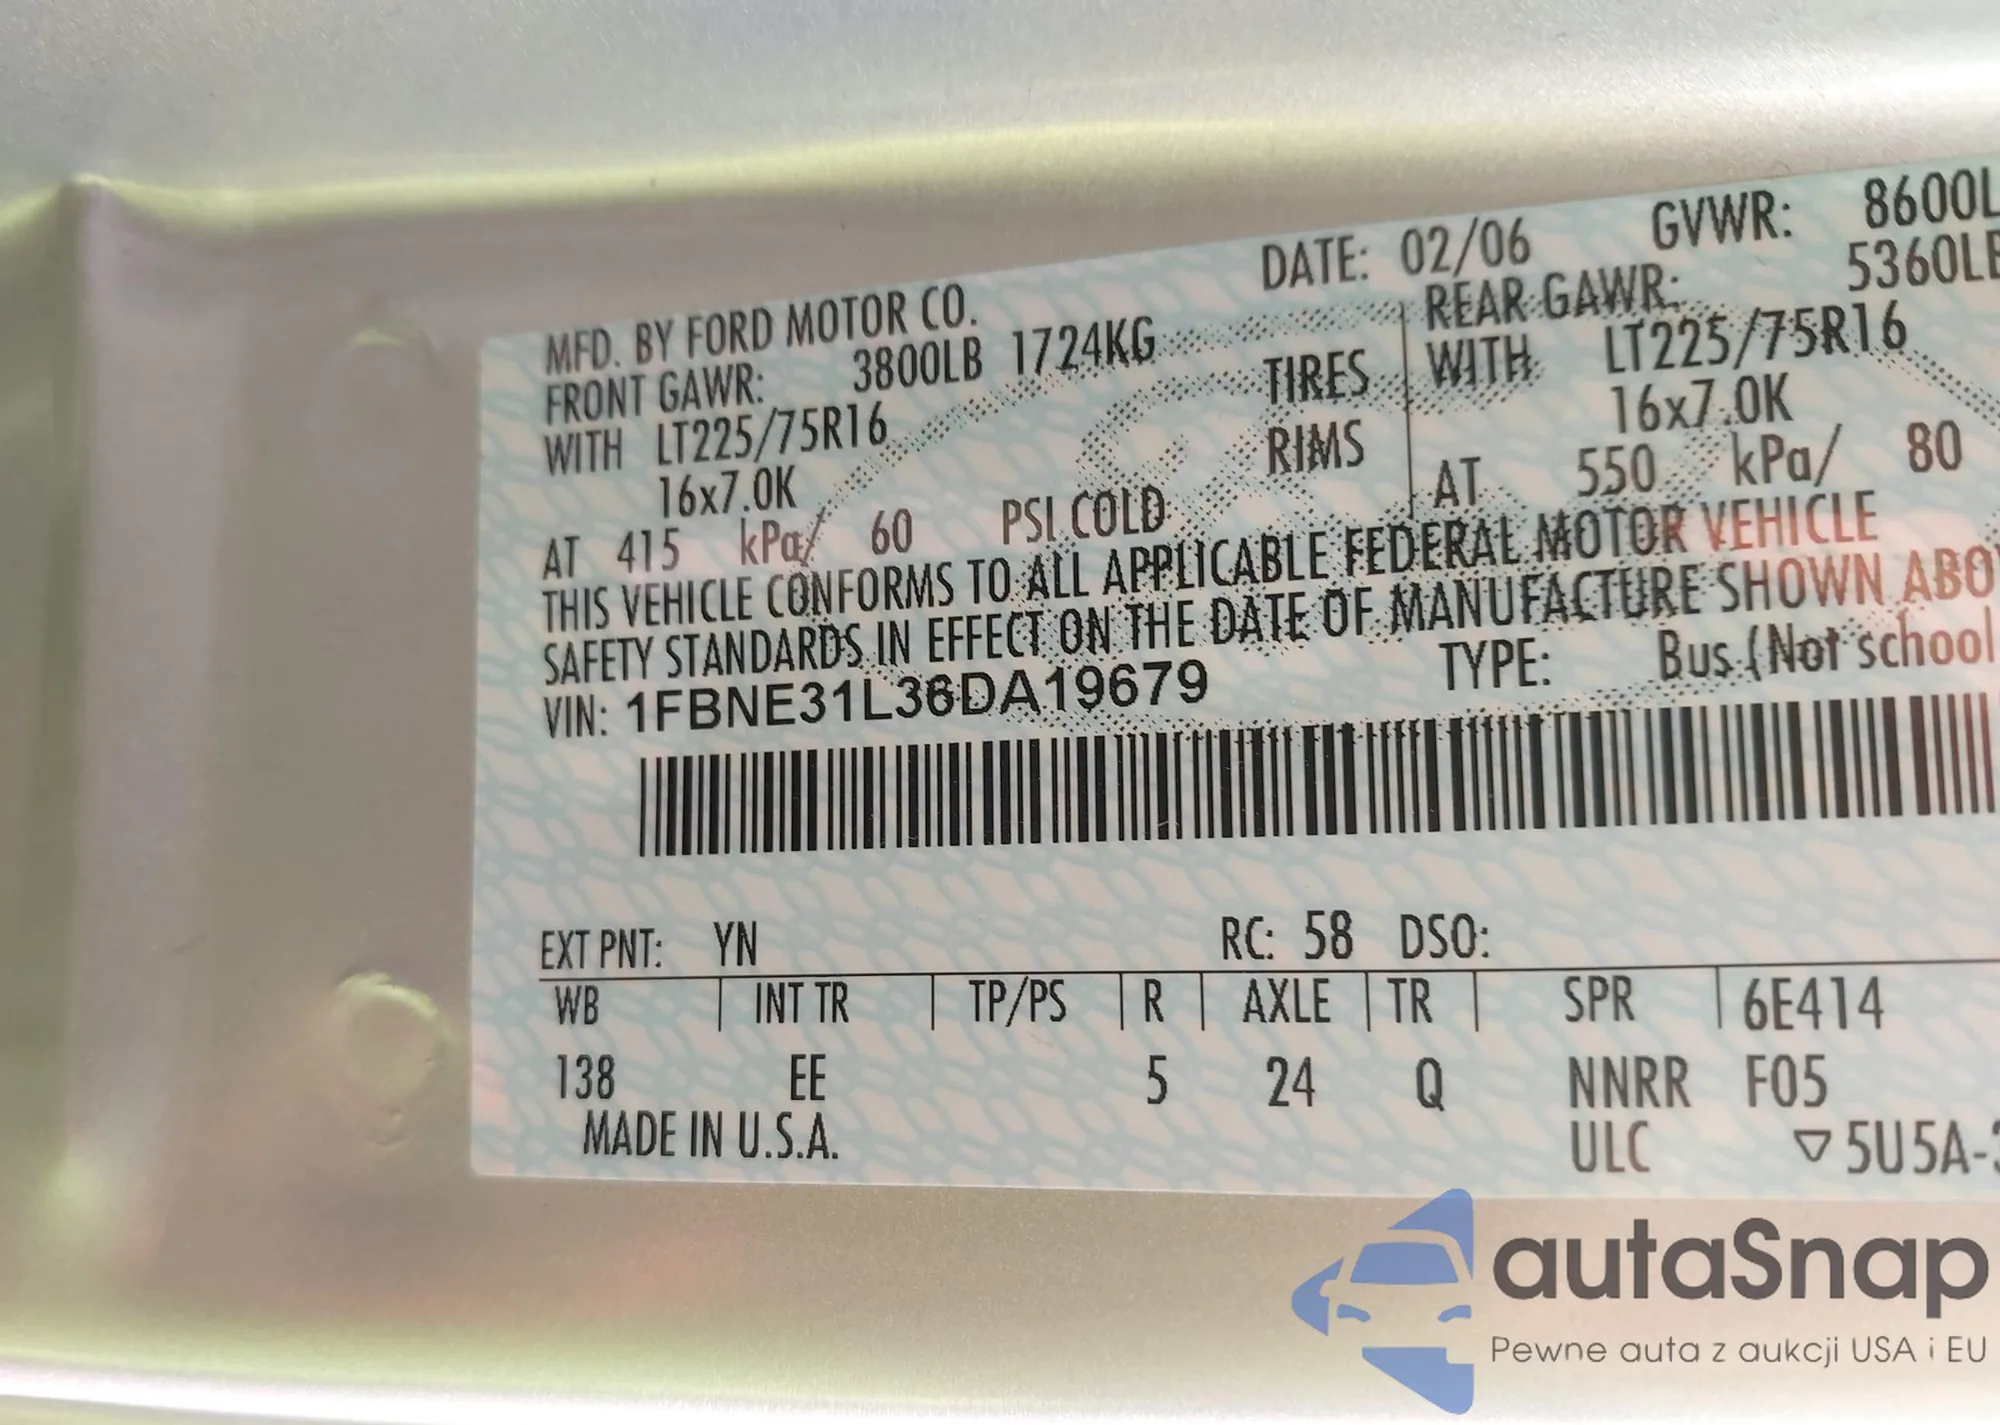 DATE: 02/06 GVWR: 8600L
MFD. BY FORD MOTOR CO.
FRONT GAWR: 3800LB 1724KG REAR GAWR: 5360LB
WITH LT225/75R16 TIRES WITH LT225/75R16
16x7.0K RIMS 16x7.0K
AT 415 kPa/ 60 PSI COLD AT 550 kPa/ 80
THIS VEHICLE CONFORMS TO ALL APPLICABLE FEDERAL MOTOR VEHICLE
SAFETY STANDARDS IN EFFECT ON THE DATE OF MANUFACTURE SHOWN ABO
VIN: 1FBNE31L36DA19679 TYPE: Bus (Not school
EXT PNT: YN RC: 58 DSO:
WB INT TR TP/PS R AXLE TR SPR 6E414
138 EE 5 24 Q NNRR F05
MADE IN U.S.A. ULC ▽5U5A-
autaSnap
Pewne auta z aukcji USA i EU